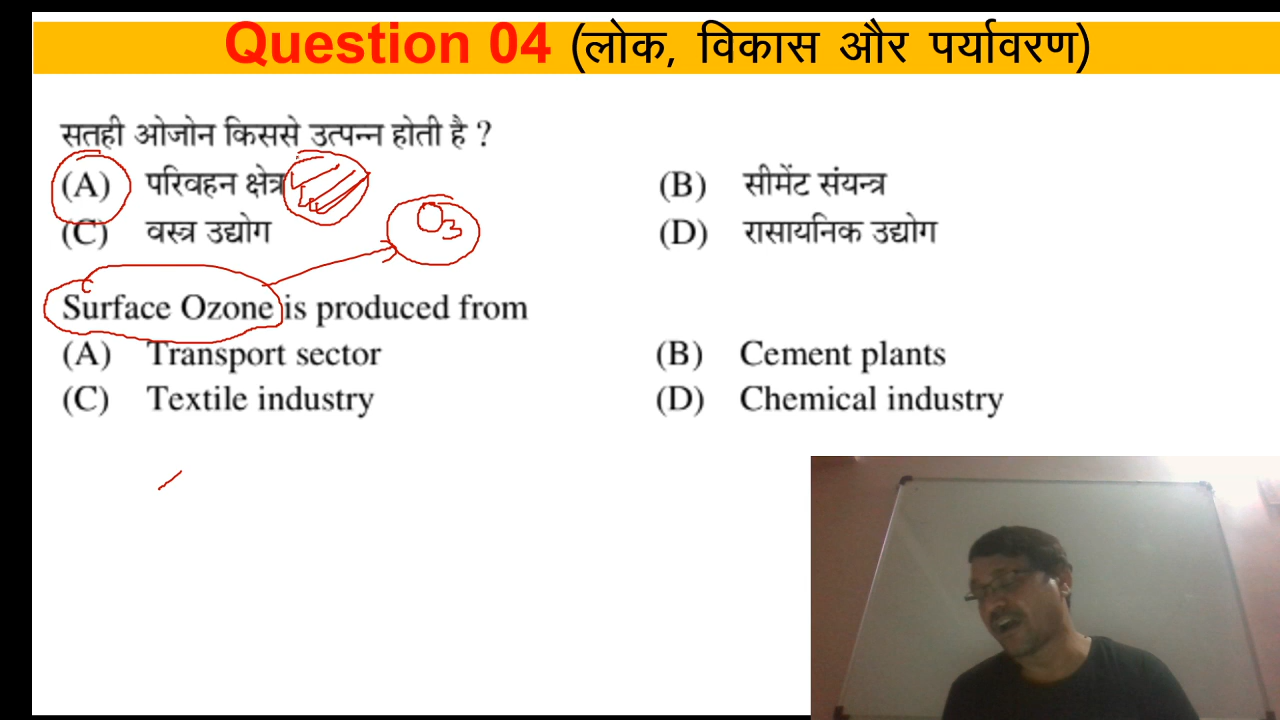 Question 04 (लोक, विकास और पर्यावरण)
सतही ओजोन किससे उत्पन्न होती है ?
(A) परिवहन क्षेत्र (B) सीमेंट संयन्त्र
O3
(C) वस्त्र उद्योग (D) रासायनिक उद्योग
Surface Ozone is produced from
(A) Transport sector (B) Cement plants
(C) Textile industry (D) Chemical industry